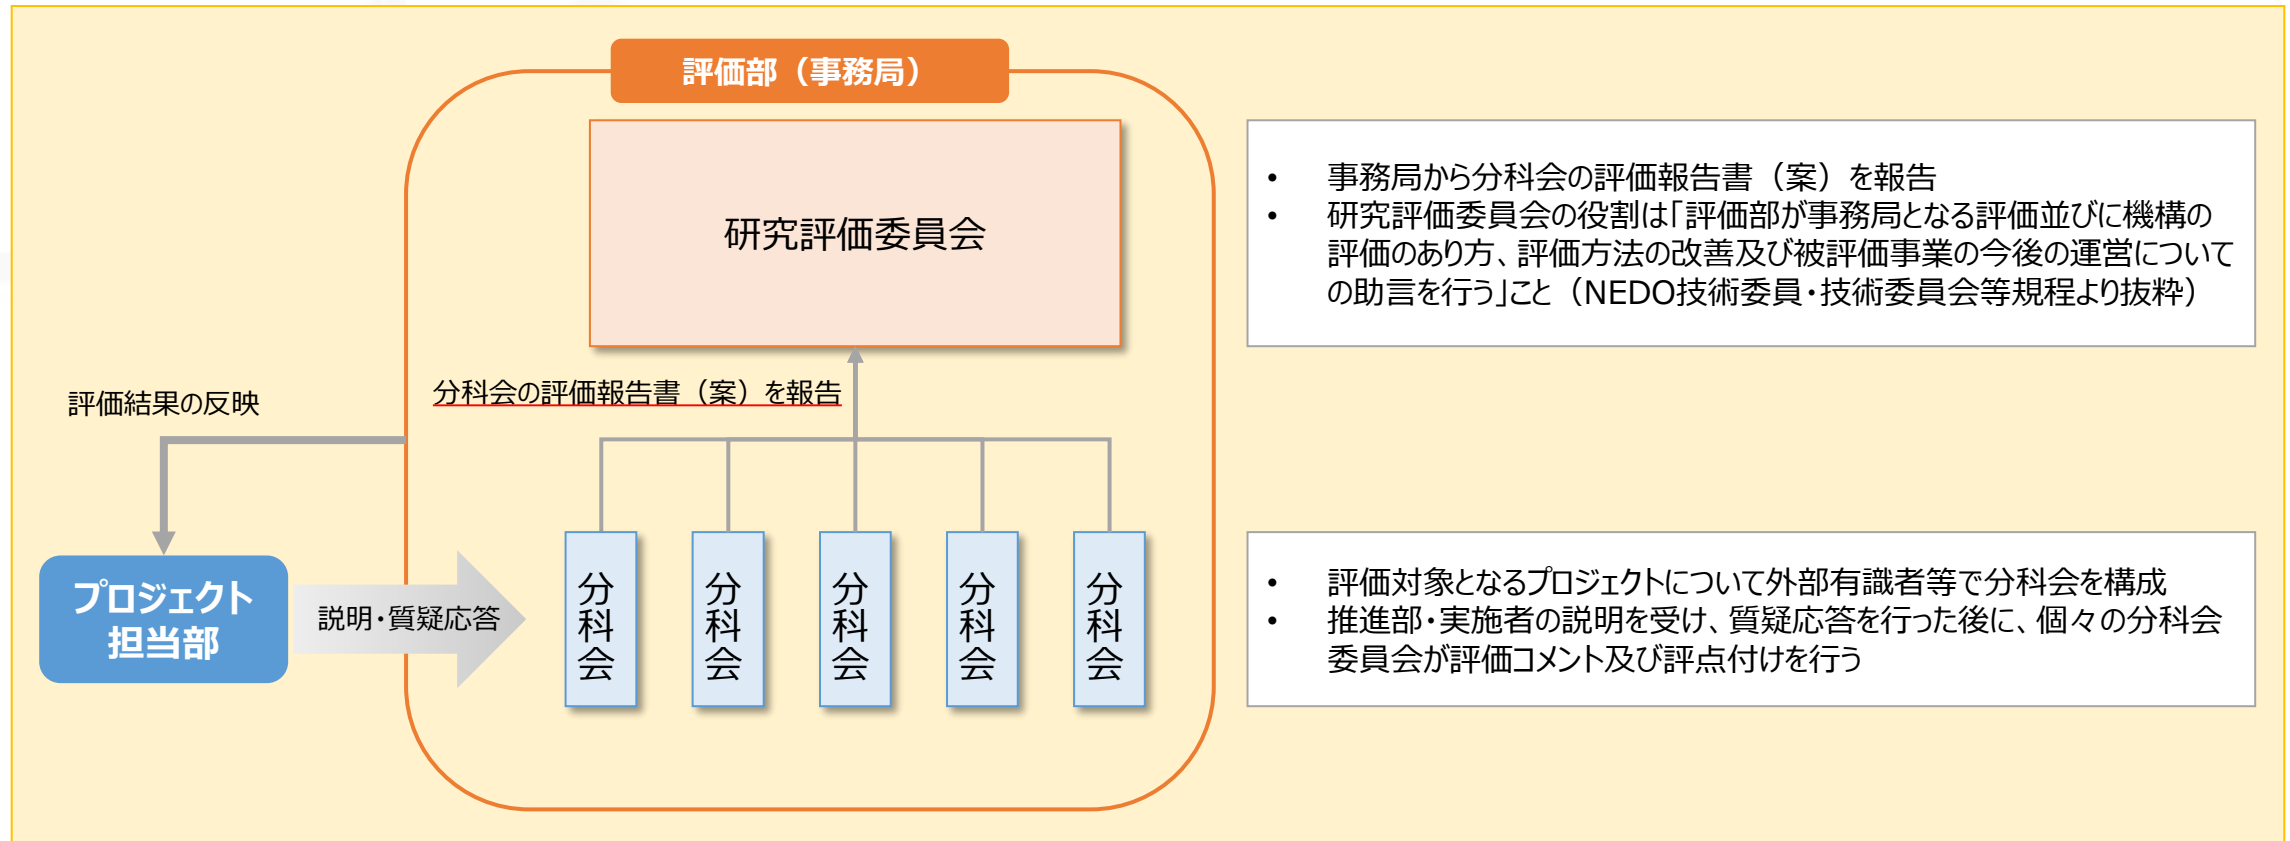 評価部（事務局）
研究評価委員会
• 事務局から分科会の評価報告書（案）を報告
• 研究評価委員会の役割は「評価部が事務局となる評価並びに機構の
評価のあり方、評価方法の改善及び被評価事業の今後の運営について
の助言を行う」こと（NEDO技術委員・技術委員会等規程より抜粋）
評価結果の反映
分科会の評価報告書（案）を報告
プロジェクト
担当部
説明・質疑応答
分科会
分科会
分科会
分科会
分科会
• 評価対象となるプロジェクトについて外部有識者等で分科会を構成
• 推進部・実施者の説明を受け、質疑応答を行った後に、個々の分科会
委員会が評価コメント及び評点付けを行う